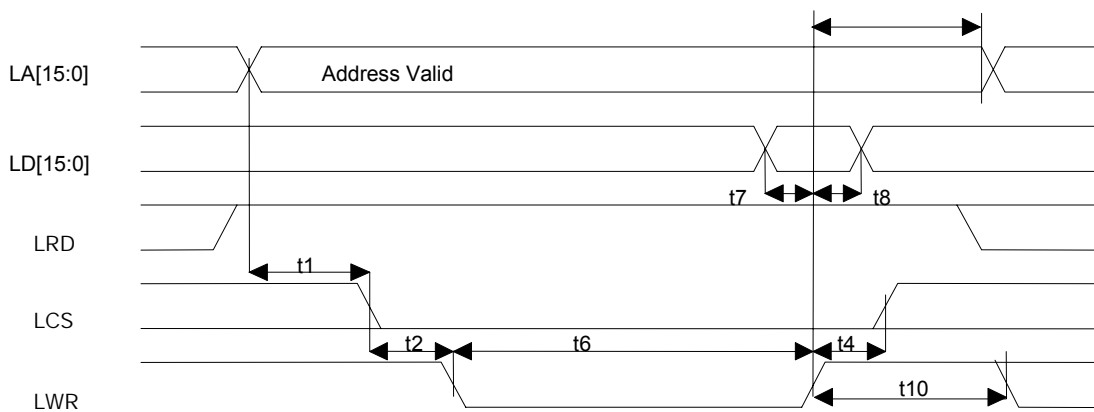 LA[15:0]
Address Valid
LD[15:0]
t7
t8
LRD
t1
LCS
t2
t6
t4
LWR
t10